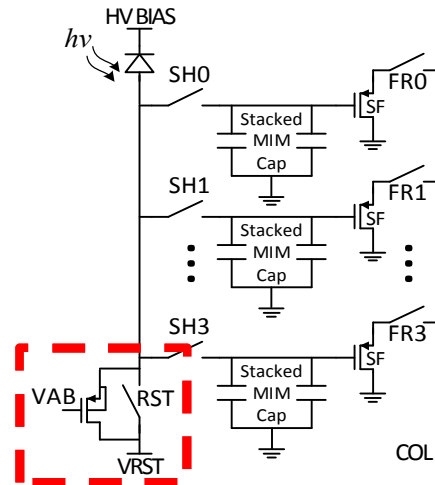 HV BIAS
hv
SH0
FR0
Stacked
MIM
Cap
SF
SH1
FR1
Stacked
MIM
Cap
SF
SH3
FR3
Stacked
MIM
Cap
SF
VAB
RST
VRST
COL